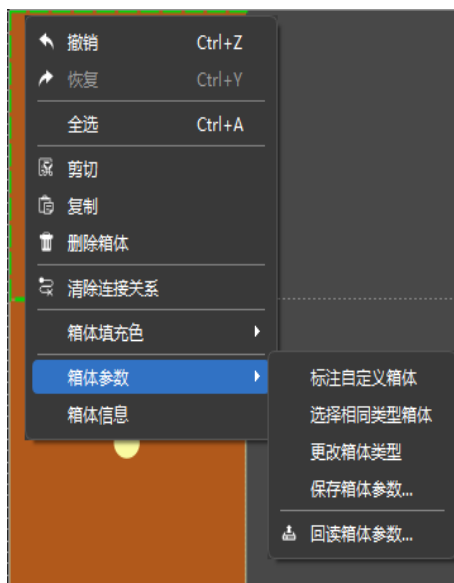 撤销 Ctrl+Z
恢复 Ctrl+Y
全选 Ctrl+A
剪切
复制
删除箱体
清除连接关系
箱体填充色
箱体参数
箱体信息
标注自定义箱体
选择相同类型箱体
更改箱体类型
保存箱体参数...
回读箱体参数...